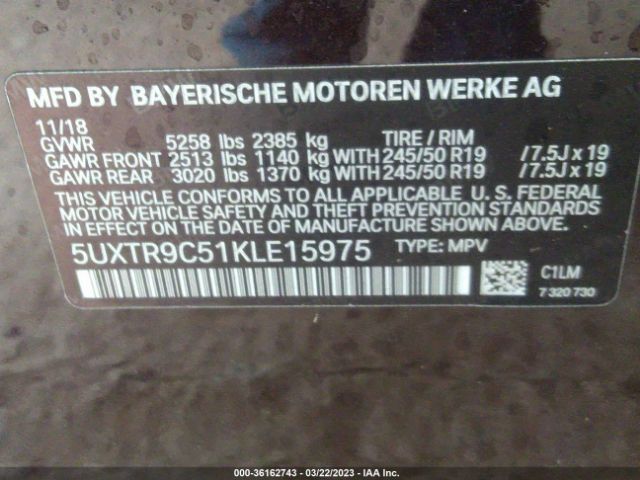 MFD BY BAYERISCHE MOTOREN WERKE AG
11/18
GVWR 5258 lbs 2385 kg TIRE / RIM
GAWR FRONT 2513 lbs 1140 kg WITH 245/50 R19 /7.5J x 19
GAWR REAR 3020 lbs 1370 kg WITH 245/50 R19 /7.5J x 19
THIS VEHICLE CONFORMS TO ALL APPLICABLE U. S. FEDERAL
MOTOR VEHICLE SAFETY STANDARDS IN EFFECT ON THE
DATE OF MANUFACTURE SHOWN ABOVE.
5UXTR9C51KLE15975 TYPE: MPV
C1LM
7 320 730
000-36162743 - 03/22/2023 - IAA Inc.